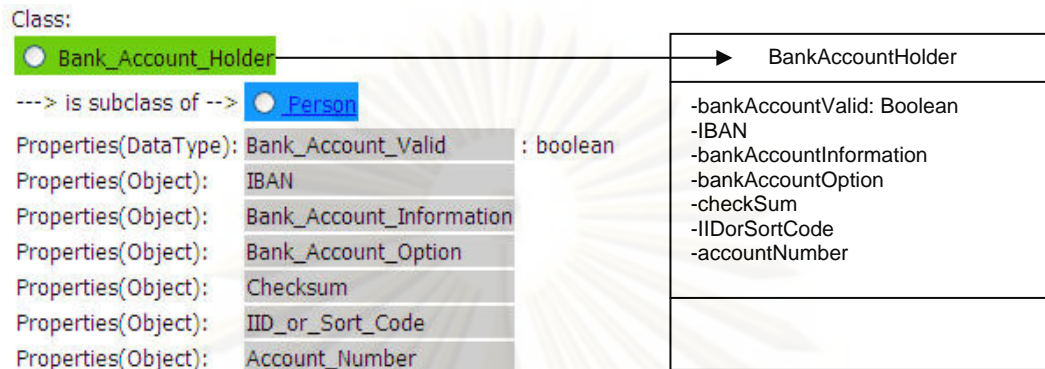 Class:
Bank_Account_Holder
---> is subclass of --> Person
Properties(DataType): Bank_Account_Valid : boolean
Properties(Object): IBAN
Properties(Object): Bank_Account_Information
Properties(Object): Bank_Account_Option
Properties(Object): Checksum
Properties(Object): IID_or_Sort_Code
Properties(Object): Account_Number
BankAccountHolder
-bankAccountValid: Boolean
-IBAN
-bankAccountInformation
-bankAccountOption
-checkSum
-IIDorSortCode
-accountNumber